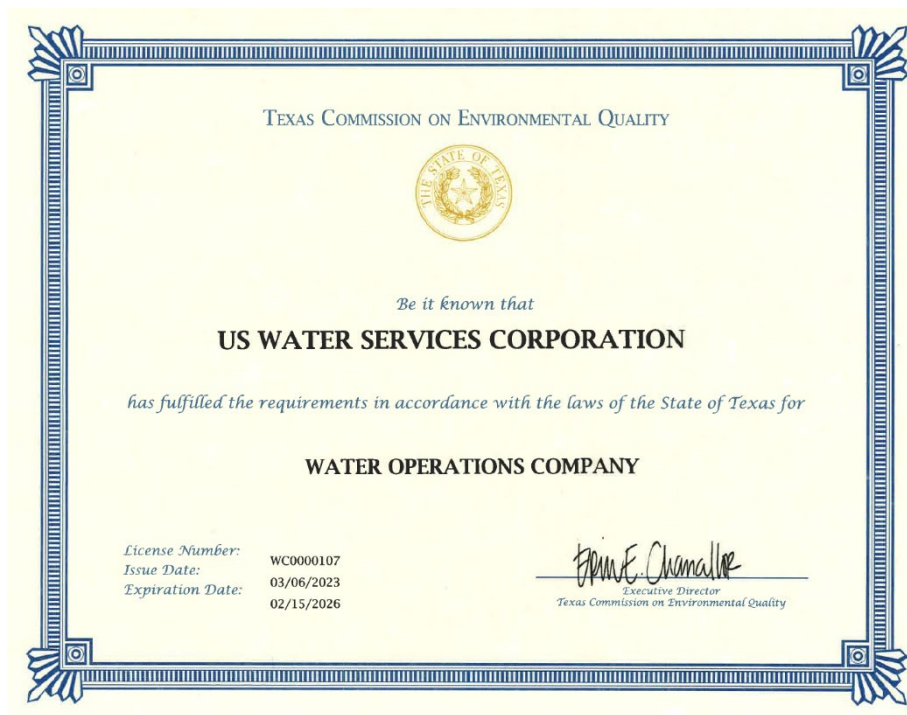 TEXAS COMMISSION ON ENVIRONMENTAL QUALITY
THE STATE OF TEXAS
Be it known that
US WATER SERVICES CORPORATION
has fulfilled the requirements in accordance with the laws of the State of Texas for
WATER OPERATIONS COMPANY
License Number: WC0000107
Issue Date: 03/06/2023
Expiration Date: 02/15/2026
Executive Director
Texas Commission on Environmental Quality